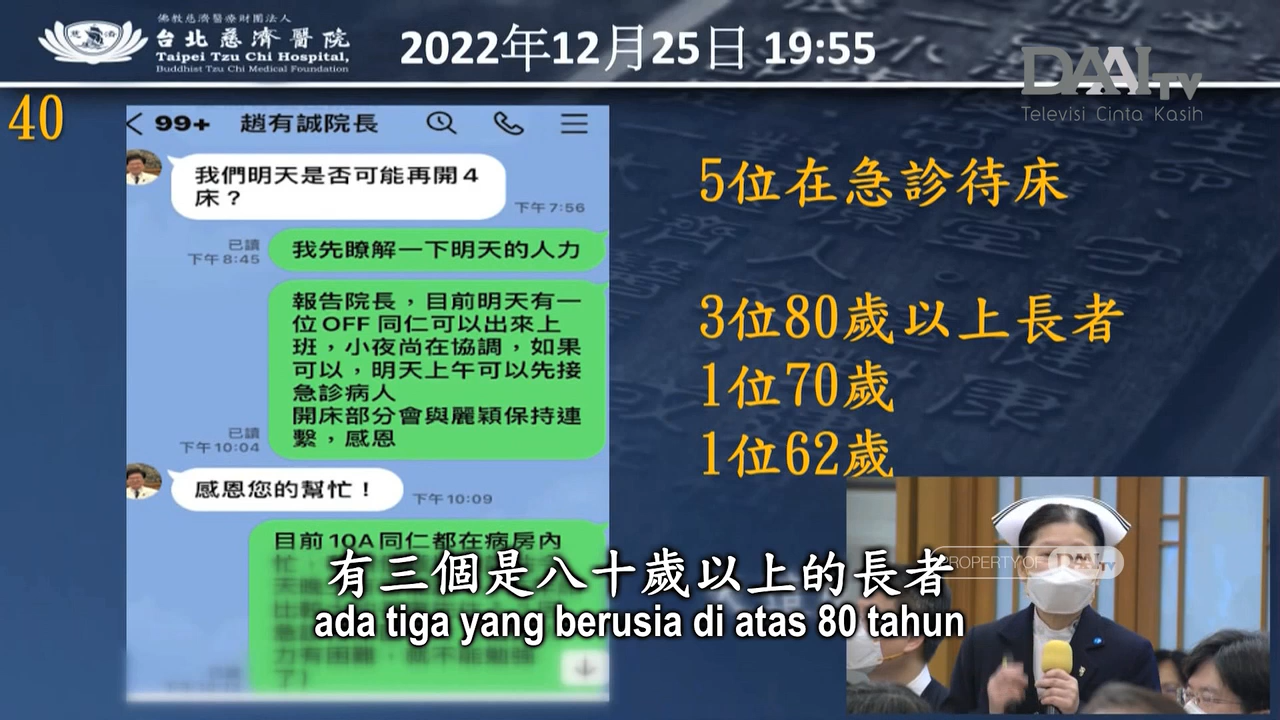 佛教慈濟醫療財團法人
台北慈濟醫院
Taipei Tzu Chi Hospital,
Buddhist Tzu Chi Medical Foundation
2022年12月25日 19:55
DAAI TV
Televisi Cinta Kasih
40
99+ 趙有誠院長
我們明天是否可能再開4
床？
下午7:56
已讀
下午8:45
我先瞭解一下明天的人力
報告院長，目前明天有一
位OFF 同仁可以出來上
班，小夜尚在協調，如果
可以，明天上午可以先接
急診病人
開床部分會與麗穎保持連
繫，感恩
已讀
下午10:04
感恩您的幫忙！
下午10:09
目前10A同仁都在病房內
5位在急診待床
3位80歲以上長者
1位70歲
1位62歲
PROPERTY OF DAAI TV
有三個是八十歲以上的長者
ada tiga yang berusia di atas 80 tahun